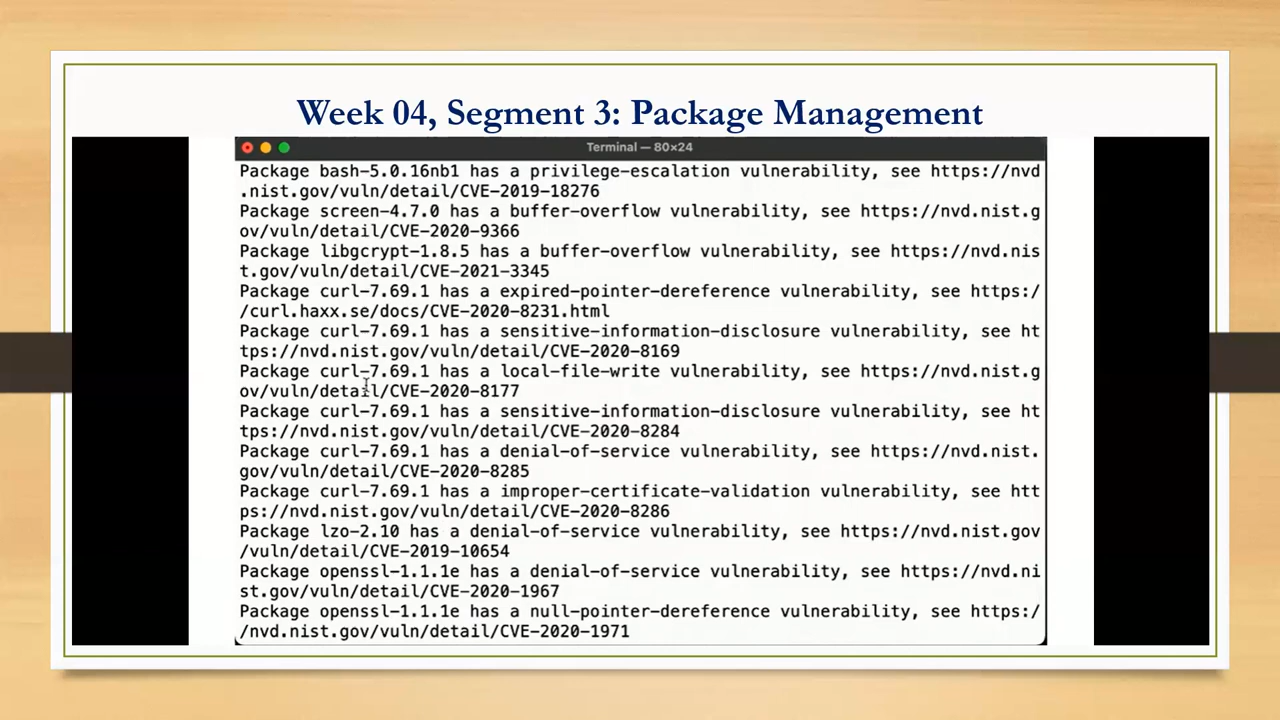 Week 04, Segment 3: Package Management
Terminal — 80×24
Package bash-5.0.16nb1 has a privilege-escalation vulnerability, see https://nvd
.nist.gov/vuln/detail/CVE-2019-18276
Package screen-4.7.0 has a buffer-overflow vulnerability, see https://nvd.nist.g
ov/vuln/detail/CVE-2020-9366
Package libgcrypt-1.8.5 has a buffer-overflow vulnerability, see https://nvd.nis
t.gov/vuln/detail/CVE-2021-3345
Package curl-7.69.1 has a expired-pointer-dereference vulnerability, see https:/
/curl.haxx.se/docs/CVE-2020-8231.html
Package curl-7.69.1 has a sensitive-information-disclosure vulnerability, see ht
tps://nvd.nist.gov/vuln/detail/CVE-2020-8169
Package curl-7.69.1 has a local-file-write vulnerability, see https://nvd.nist.g
ov/vuln/detail/CVE-2020-8177
Package curl-7.69.1 has a sensitive-information-disclosure vulnerability, see ht
tps://nvd.nist.gov/vuln/detail/CVE-2020-8284
Package curl-7.69.1 has a denial-of-service vulnerability, see https://nvd.nist.
gov/vuln/detail/CVE-2020-8285
Package curl-7.69.1 has a improper-certificate-validation vulnerability, see htt
ps://nvd.nist.gov/vuln/detail/CVE-2020-8286
Package lzo-2.10 has a denial-of-service vulnerability, see https://nvd.nist.gov
/vuln/detail/CVE-2019-10654
Package openssl-1.1.1e has a denial-of-service vulnerability, see https://nvd.ni
st.gov/vuln/detail/CVE-2020-1967
Package openssl-1.1.1e has a null-pointer-dereference vulnerability, see https:/
/nvd.nist.gov/vuln/detail/CVE-2020-1971